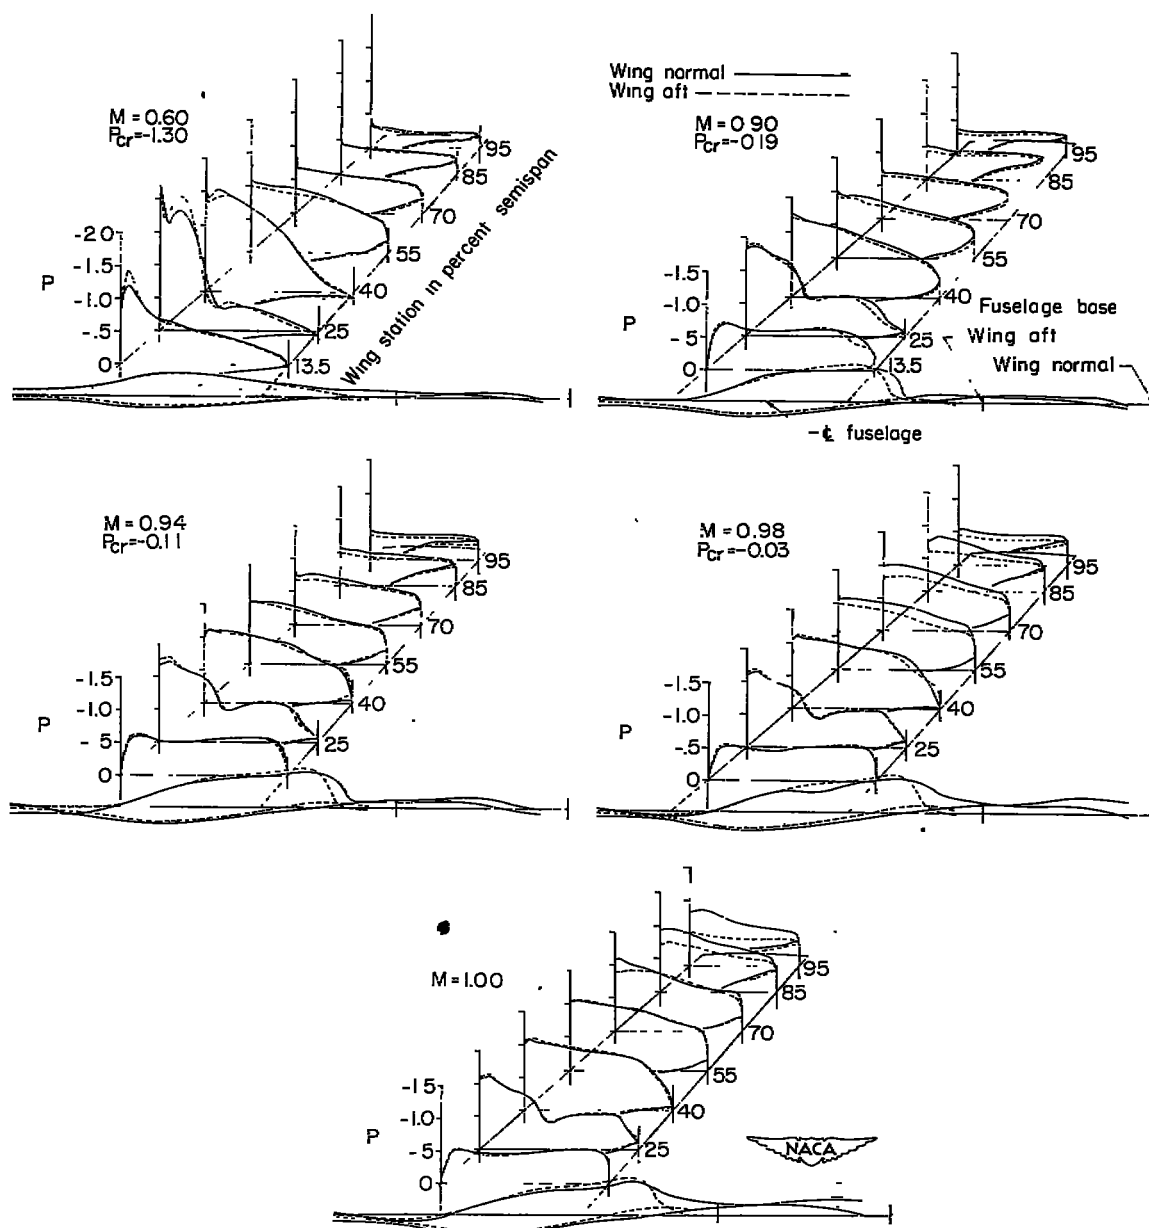 Wing normal
Wing aft
M = 0.60
Pcr=-1.30
-2.0
-1.5
-1.0
-.5
0
P
13.5
25
40
55
70
85
95
Wing station in percent semispan
M = 0.90
Pcr=-0.19
-1.5
-1.0
-.5
0
P
13.5
25
40
55
70
85
95
Fuselage base
Wing aft
Wing normal
-℄ fuselage
M = 0.94
Pcr=-0.11
-1.5
-1.0
-.5
0
P
25
40
55
70
85
95
M = 0.98
Pcr=-0.03
-1.5
-1.0
-.5
0
P
25
40
55
70
85
95
M=1.00
-1.5
-1.0
-.5
0
P
25
40
55
70
85
95
NACA